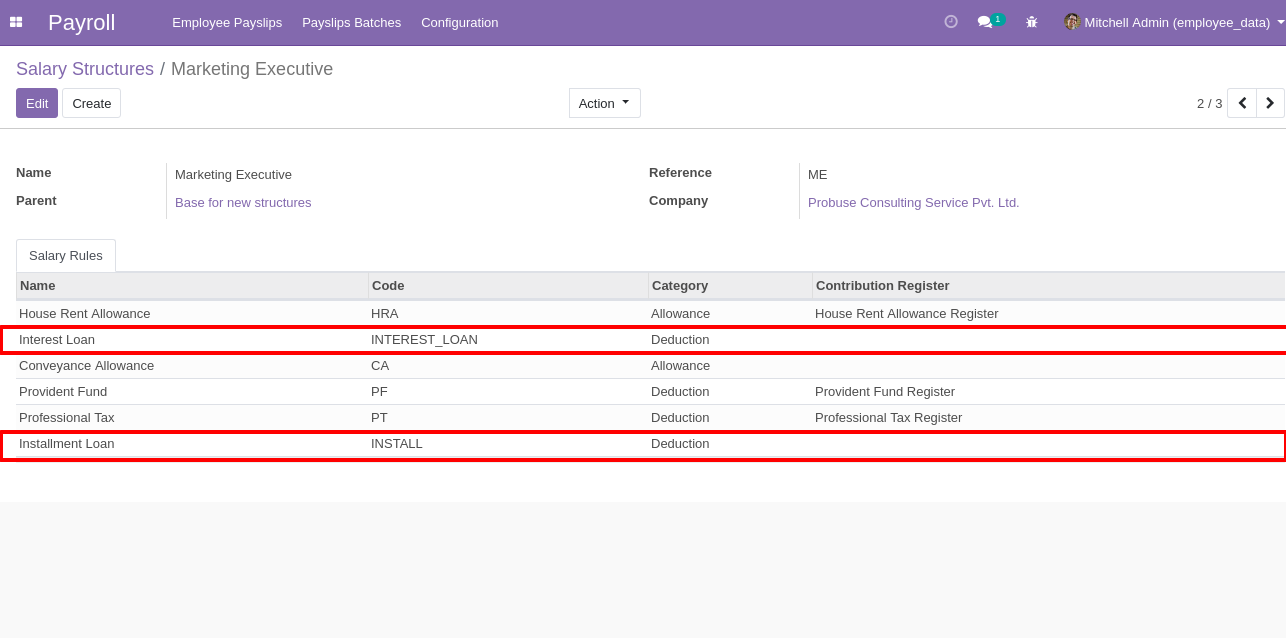 Payroll Employee Payslips Payslips Batches Configuration 1 Mitchell Admin (employee_data)
Salary Structures / Marketing Executive
Edit Create Action 2 / 3
Name Marketing Executive Reference ME
Parent Base for new structures Company Probuse Consulting Service Pvt. Ltd.
Salary Rules
Name Code Category Contribution Register
House Rent Allowance HRA Allowance House Rent Allowance Register
Interest Loan INTEREST_LOAN Deduction
Conveyance Allowance CA Allowance
Provident Fund PF Deduction Provident Fund Register
Professional Tax PT Deduction Professional Tax Register
Installment Loan INSTALL Deduction